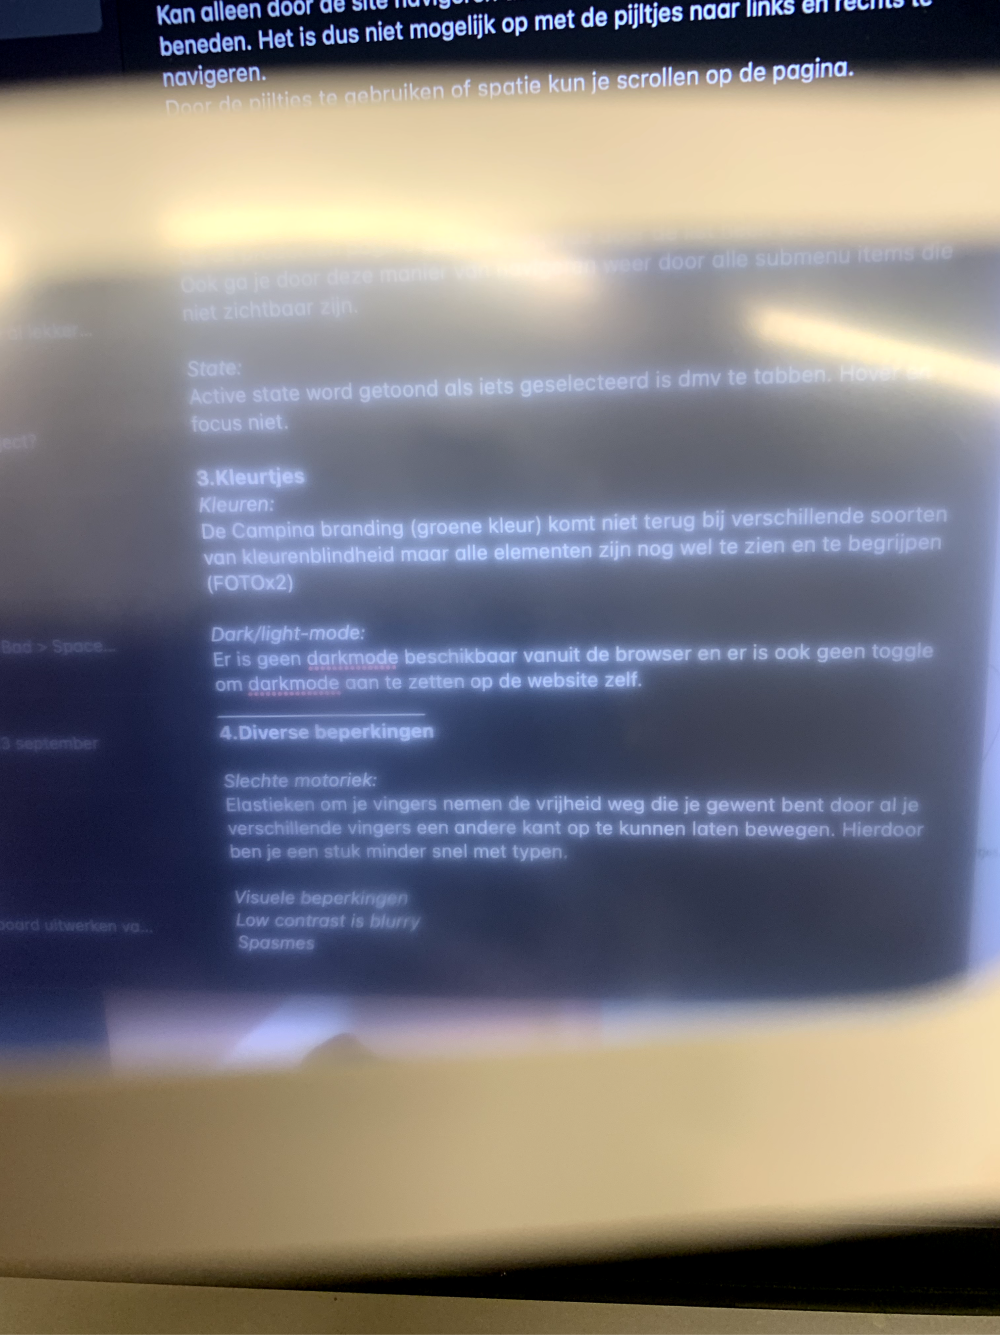 Kan alleen door de site
beneden. Het is dus niet mogelijk op met de pijltjes naar links en rechts te
navigeren.
Door de pijltjes te gebruiken of spatie kun je scrollen op de pagina.
Ook ga je door deze manier van navigeren weer door alle submenu items die
niet zichtbaar zijn.
lekker...
State:
Active state word getoond als iets geselecteerd is dmv te tabben. Hover en
focus niet.
ject?
3.Kleurtjes
Kleuren:
De Campina branding (groene kleur) komt niet terug bij verschillende soorten
van kleurenblindheid maar alle elementen zijn nog wel te zien en te begrijpen
(FOTOx2)
Dark/light-mode:
Er is geen darkmode beschikbaar vanuit de browser en er is ook geen toggle
om darkmode aan te zetten op de website zelf.
Bad > Space...
4.Diverse beperkingen
3 september
Slechte motoriek:
Elastieken om je vingers nemen de vrijheid weg die je gewent bent door al je
verschillende vingers een andere kant op te kunnen laten bewegen. Hierdoor
ben je een stuk minder snel met typen.
Visuele beperkingen
Low contrast is blurry
Spasmes
board uitwerken va...